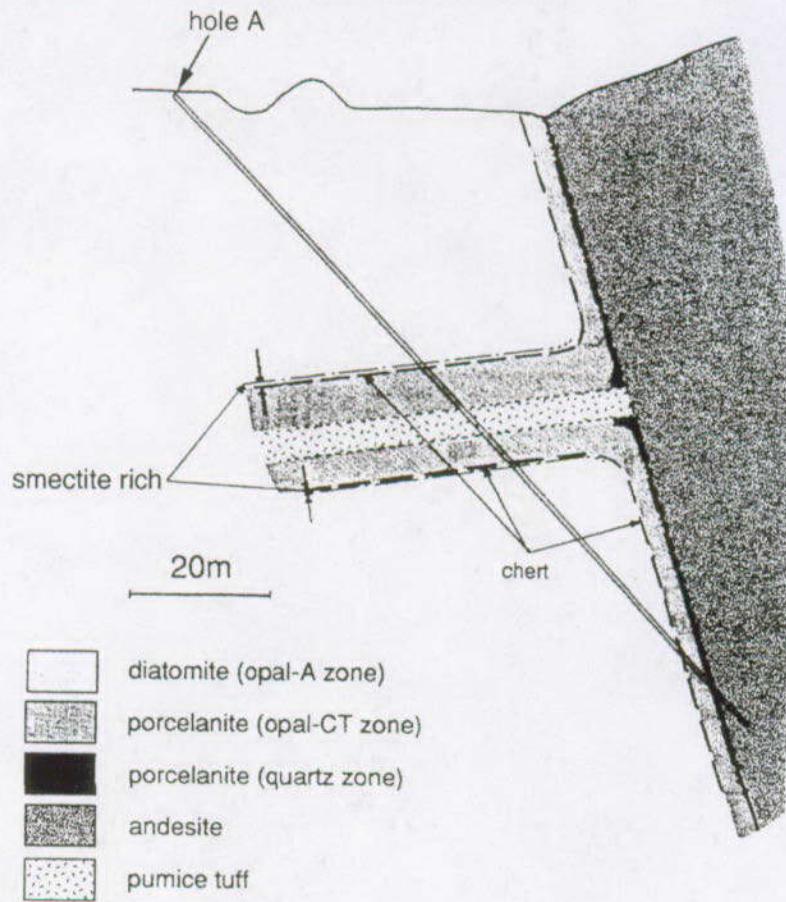 hole A
smectite rich
20m
chert
diatomite (opal-A zone)
porcelanite (opal-CT zone)
porcelanite (quartz zone)
andesite
pumice tuff